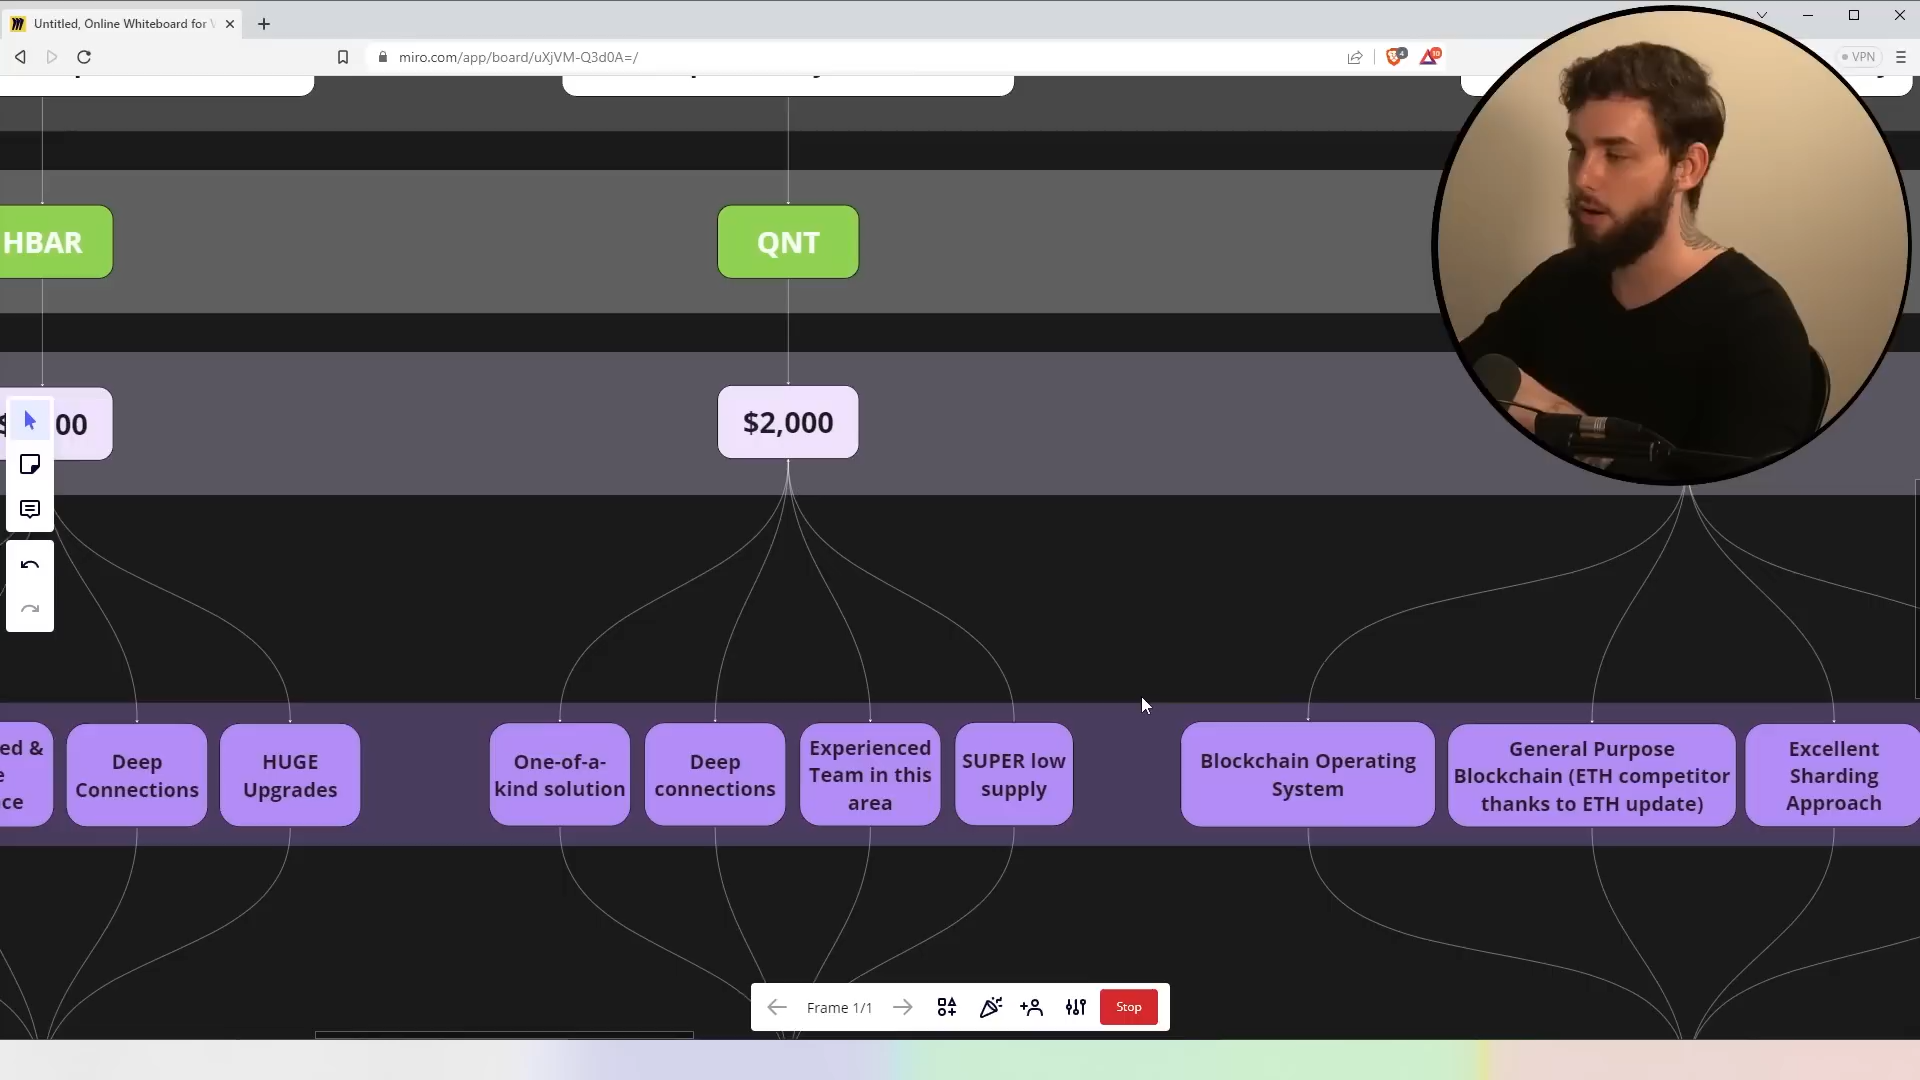 Untitled, Online Whiteboard for
miro.com/app/board/uXjVM-Q3d0A=/
4
10
VPN
HBAR
QNT
00
$2,000
ed &
e
ce
Deep
Connections
HUGE
Upgrades
One-of-a-
kind solution
Deep
connections
Experienced
Team in this
area
SUPER low
supply
Blockchain Operating
System
General Purpose
Blockchain (ETH competitor
thanks to ETH update)
Excellent
Sharding
Approach
Frame 1/1
Stop